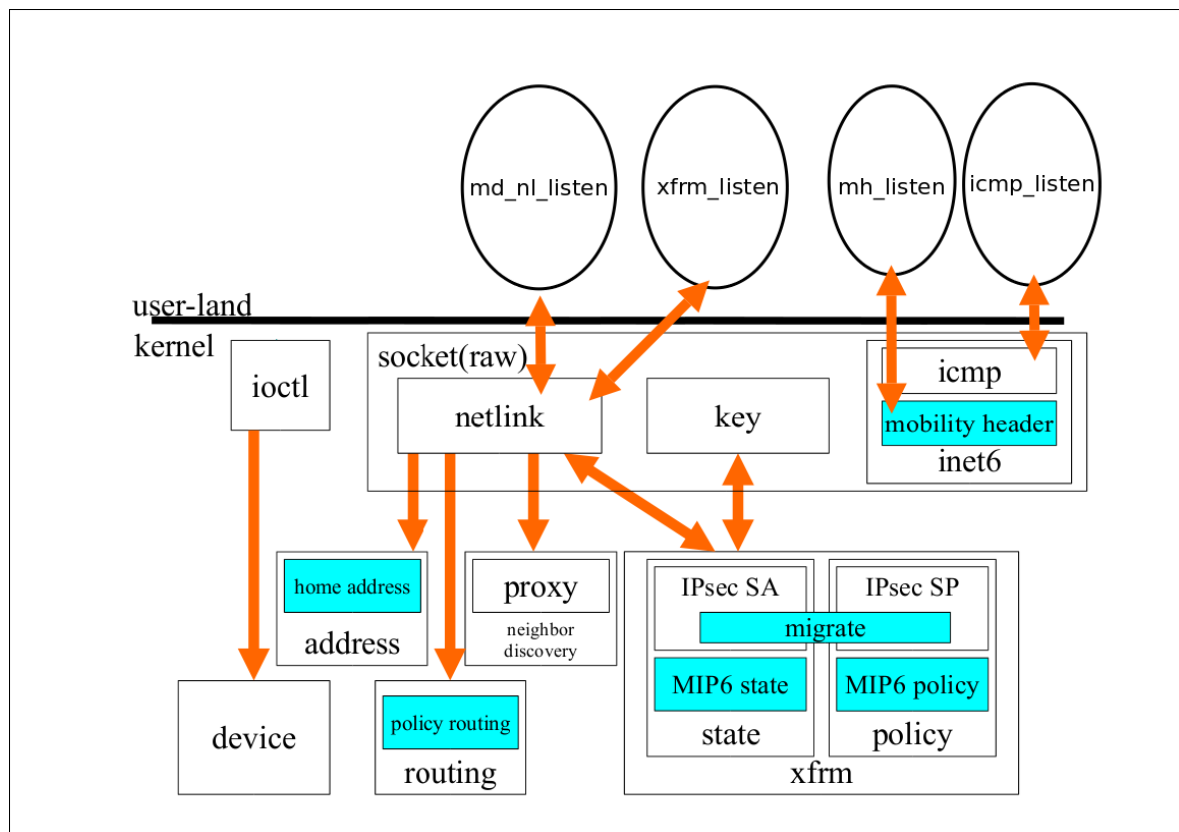 md_nl_listen
xfrm_listen
mh_listen
icmp_listen
user-land
kernel
ioctl
socket(raw)
netlink
key
icmp
mobility header
inet6
home address
address
proxy
neighbor
discovery
IPsec SA
IPsec SP
migrate
MIP6 state
MIP6 policy
state
policy
xfrm
device
policy routing
routing